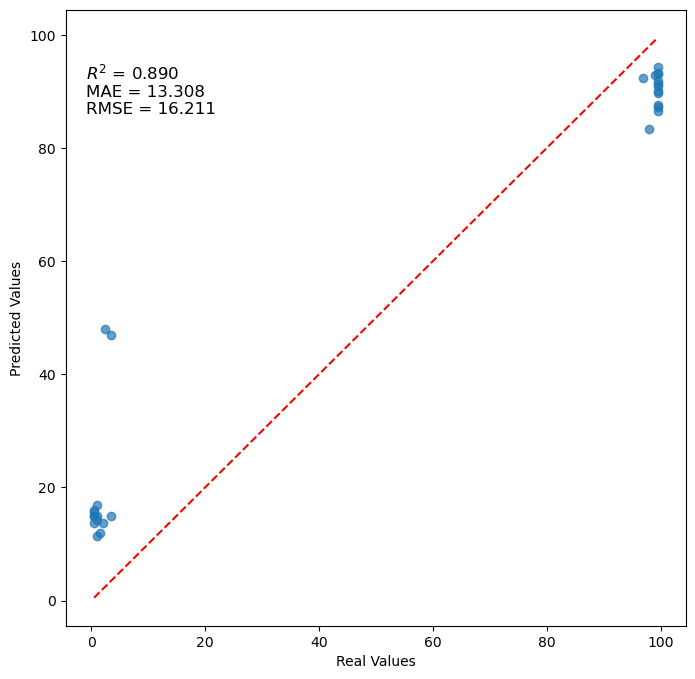 100
80
60
40
20
0
Predicted Values
R² = 0.890
MAE = 13.308
RMSE = 16.211
0 20 40 60 80 100
Real Values